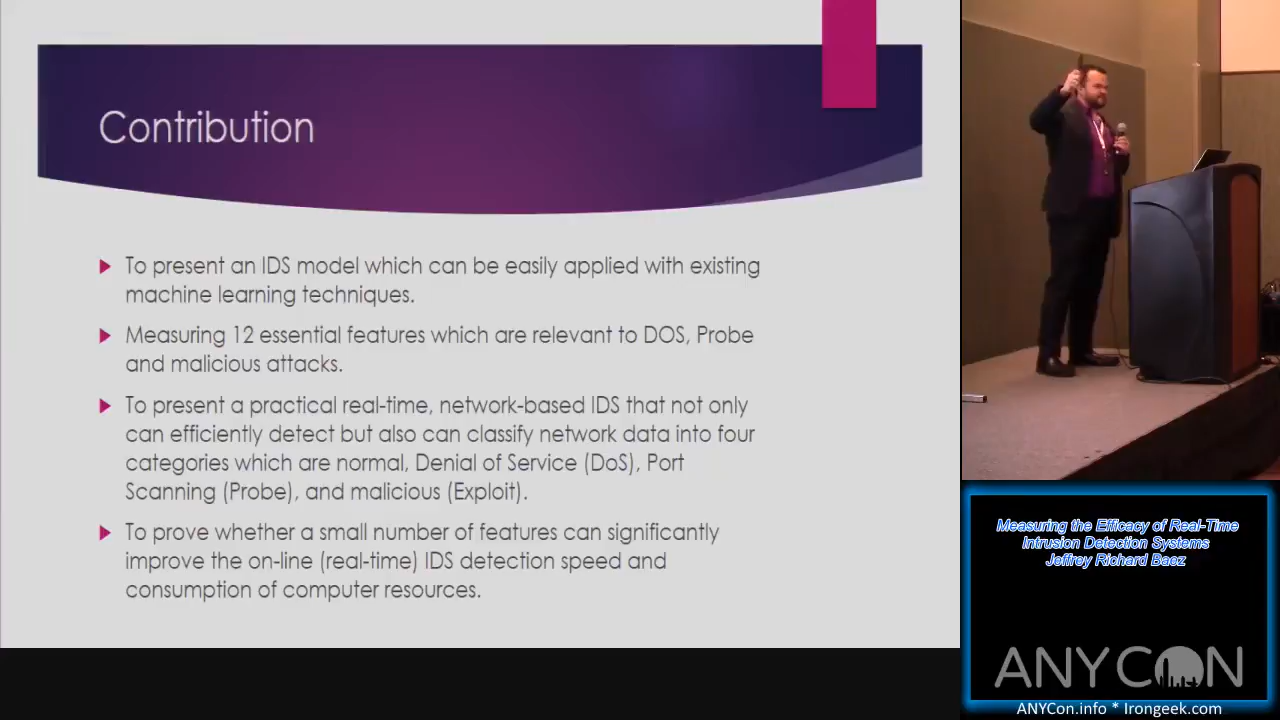 Contribution
To present an IDS model which can be easily applied with existing
machine learning techniques.
Measuring 12 essential features which are relevant to DOS, Probe
and malicious attacks.
To present a practical real-time, network-based IDS that not only
can efficiently detect but also can classify network data into four
categories which are normal, Denial of Service (DoS), Port
Scanning (Probe), and malicious (Exploit).
To prove whether a small number of features can significantly
improve the on-line (real-time) IDS detection speed and
consumption of computer resources.
Measuring the Efficacy of Real-Time
Intrusion Detection Systems
Jeffrey Richard Baez
ANYCON
ANYCon.info * Irongeek.com